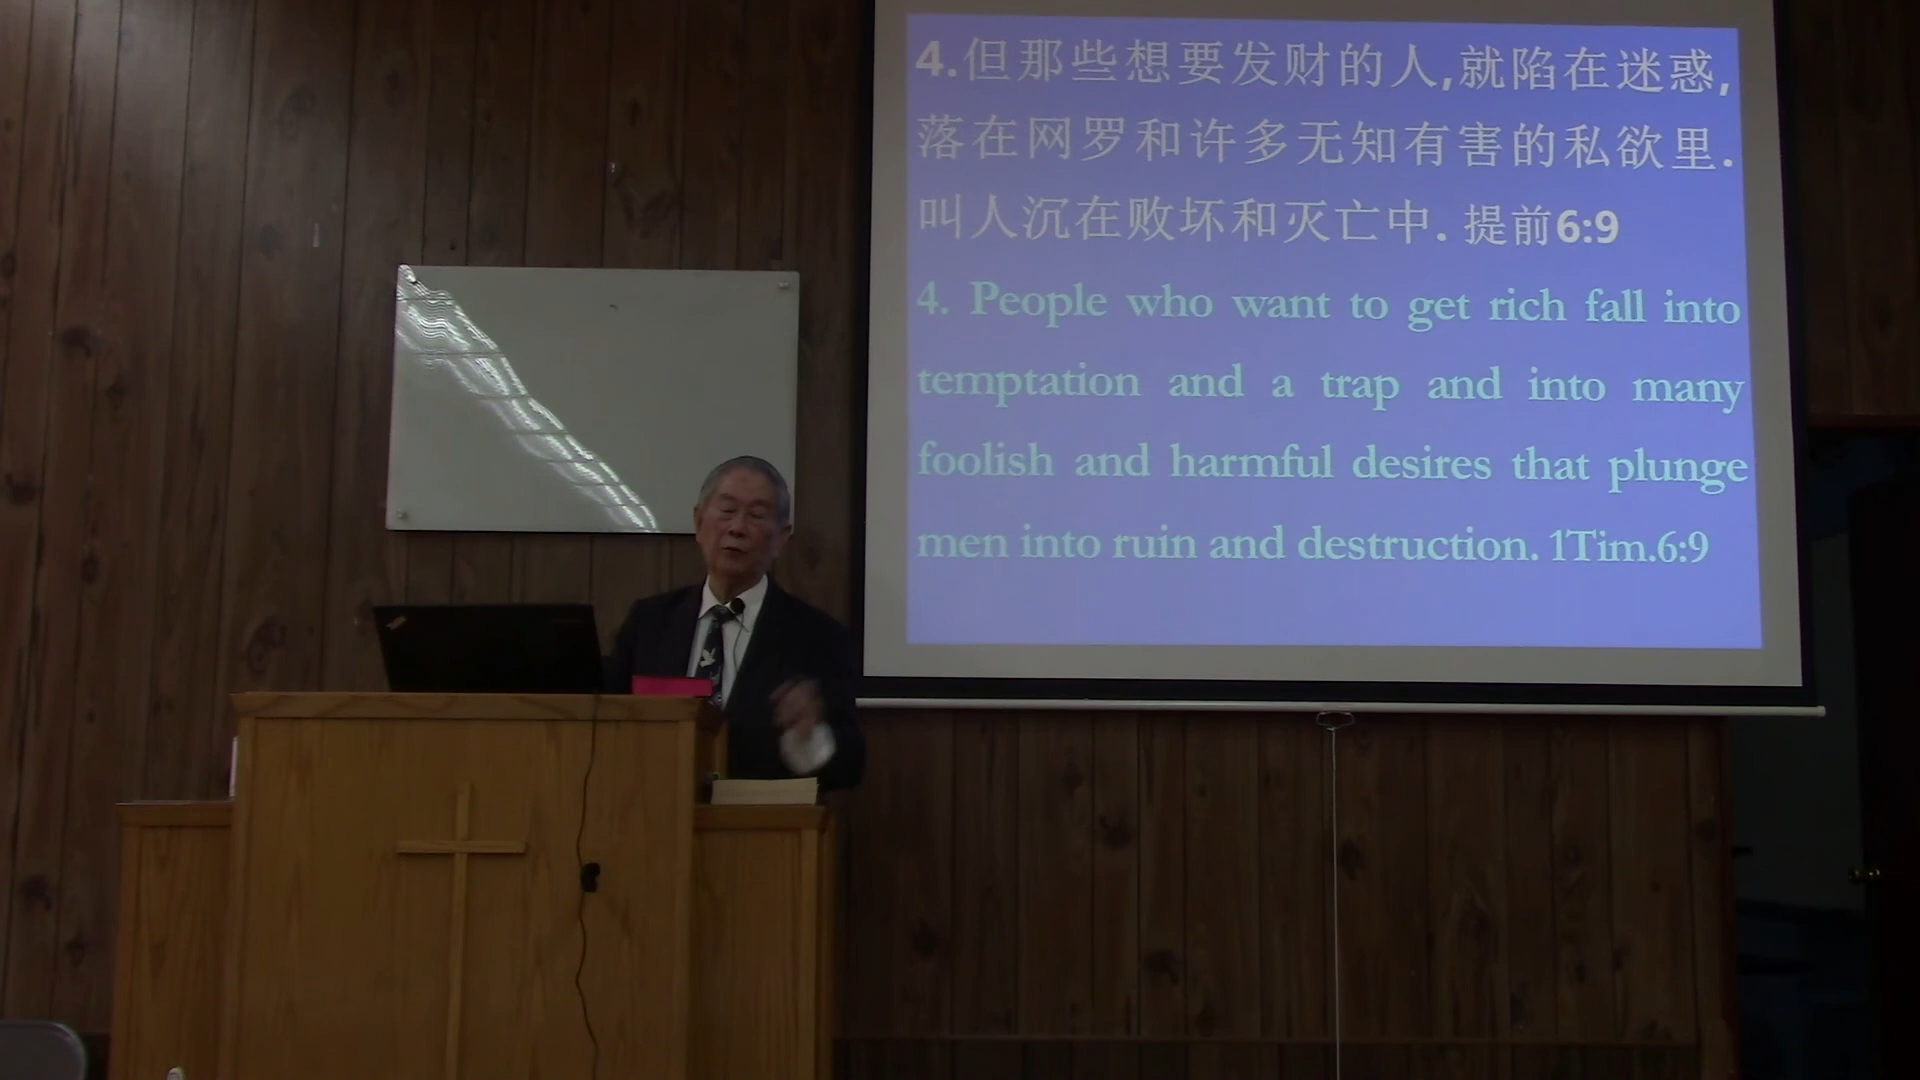 4.但那些想要发财的人,就陷在迷惑,
落在网罗和许多无知有害的私欲里.
叫人沉在败坏和灭亡中. 提前6:9
4. People who want to get rich fall into
temptation and a trap and into many
foolish and harmful desires that plunge
men into ruin and destruction. 1Tim.6:9